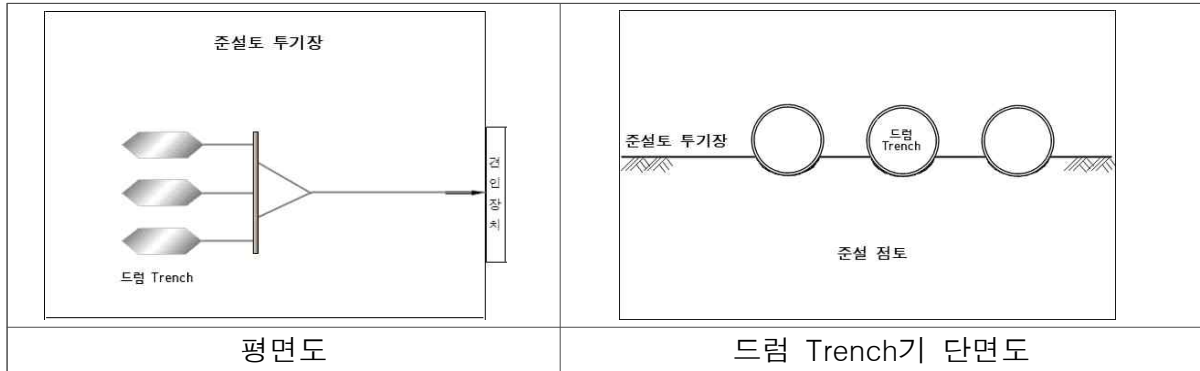 준설토 투기장
견인장치
드럼 Trench
준설토 투기장
드럼
Trench
준설 점토
평면도
드럼 Trench기 단면도